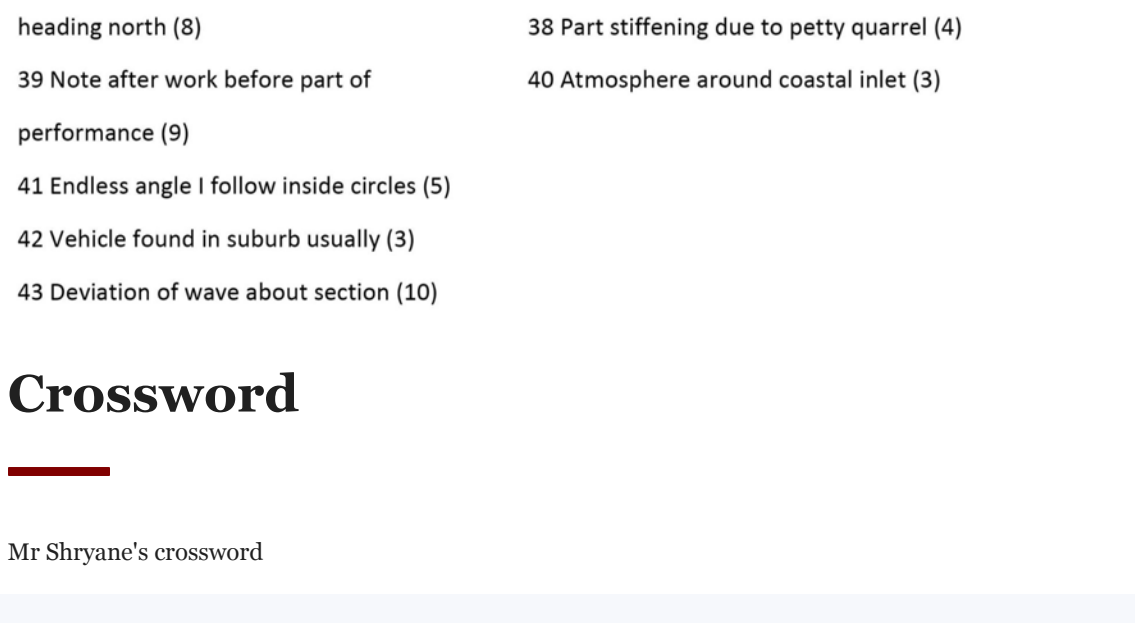 heading north (8)
39 Note after work before part of
performance (9)
41 Endless angle I follow inside circles (5)
42 Vehicle found in suburb usually (3)
43 Deviation of wave about section (10)
38 Part stiffening due to petty quarrel (4)
40 Atmosphere around coastal inlet (3)
Crossword
Mr Shryane's crossword